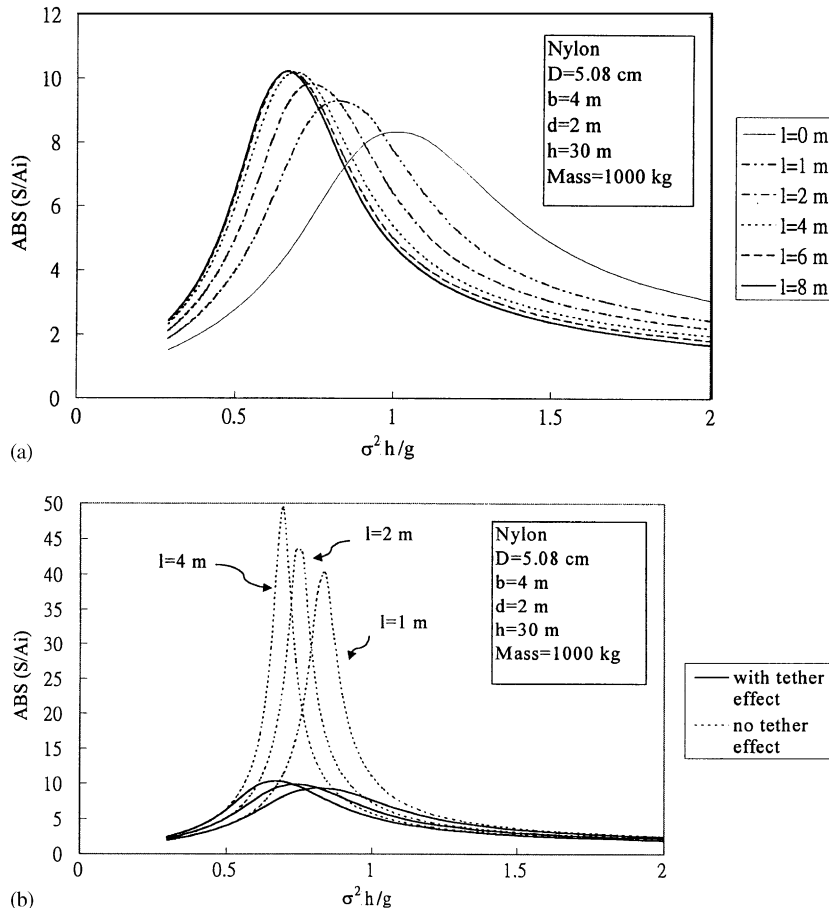 12
10
8
6
4
2
0
ABS (S/Ai)
0
0.5
1
1.5
2
σ² h/g
Nylon
D=5.08 cm
b=4 m
d=2 m
h=30 m
Mass=1000 kg
l=0 m
l=1 m
l=2 m
l=4 m
l=6 m
l=8 m
(a)
50
45
40
35
30
25
20
15
10
5
0
ABS (S/Ai)
0
0.5
1
1.5
2
σ² h/g
l=4 m
l=2 m
l=1 m
Nylon
D=5.08 cm
b=4 m
d=2 m
h=30 m
Mass=1000 kg
with tether
effect
no tether
effect
(b)